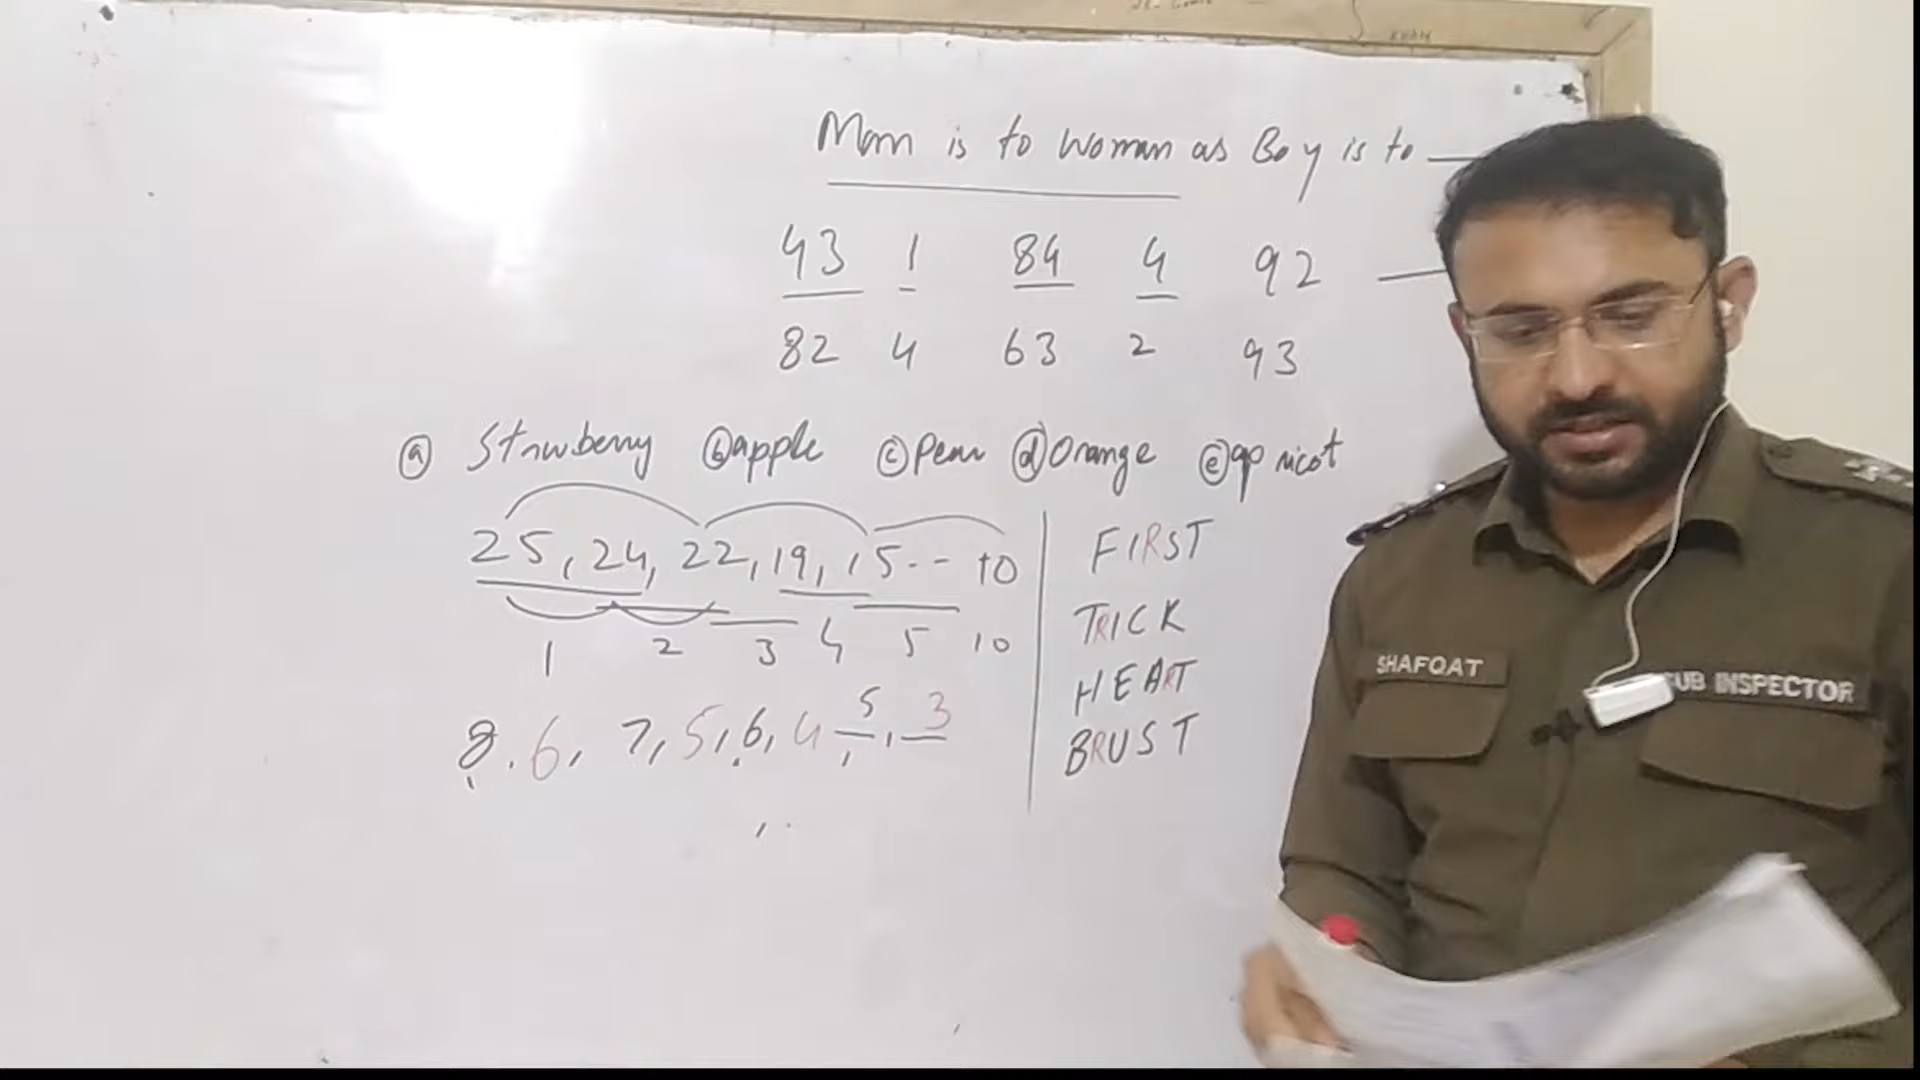 KHAN
Man is to Woman as Boy is to —
43 1 84 4 92 —
82 4 63 2 93
ⓐ Strawberry ⓑ apple ⓒ Pear ⓓ Orange ⓔ apricot
25, 24, 22, 19, 15-- 10
1 2 3 4 5 10
8, 6, 7, 5, 6, 4 5, 3
FIRST
TRICK
HEART
BRUST
SHAFQAT
SUB INSPECTOR